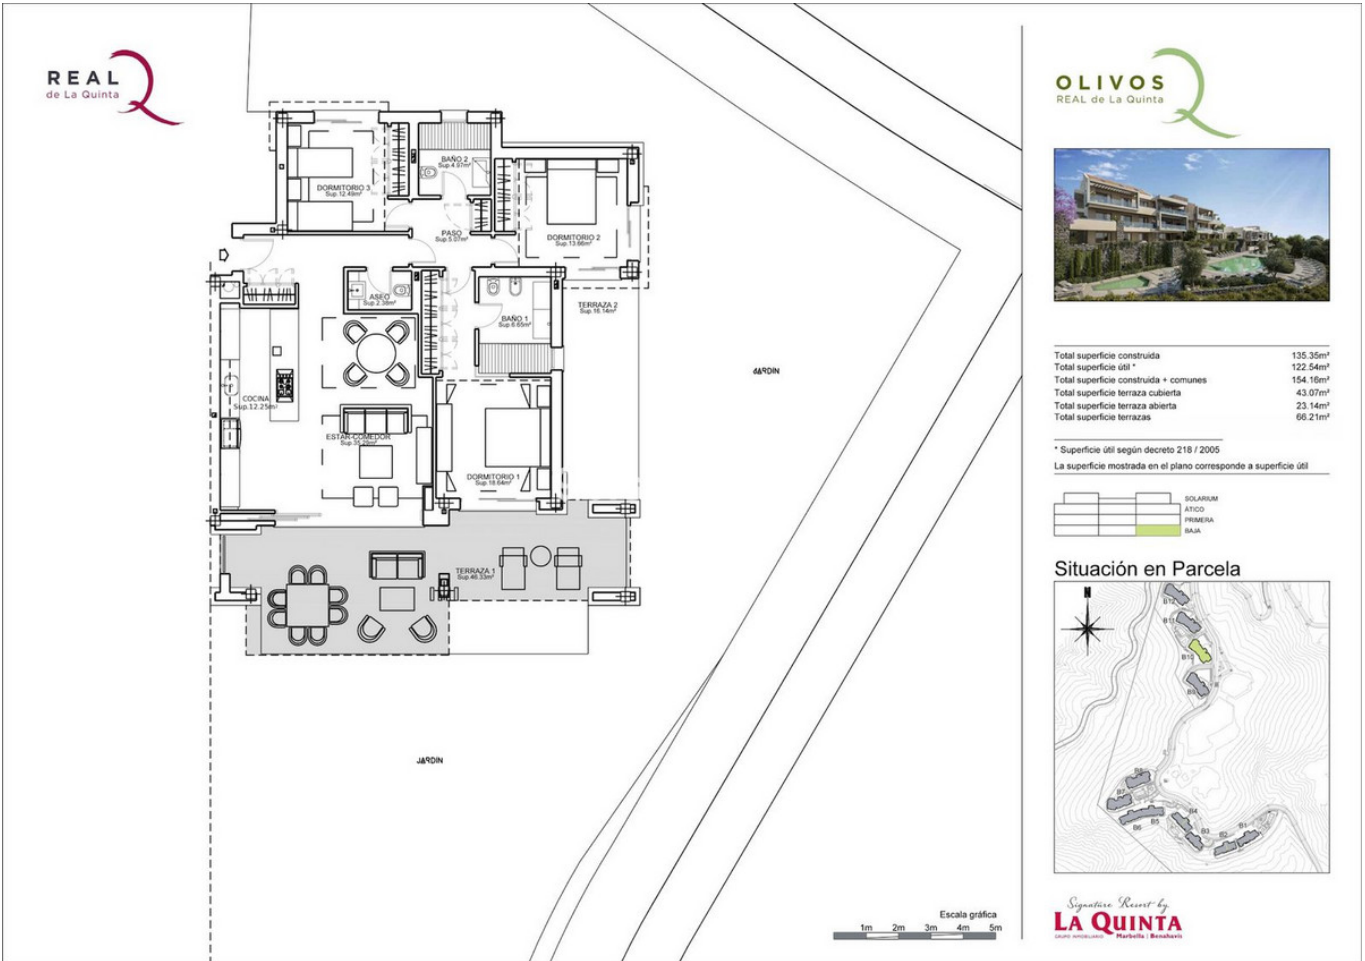 REAL
de La Quinta
OLIVOS
REAL de La Quinta
DORMITORIO 3
Sup.12.49m²
BAÑO 2
Sup.4.97m²
PASO
Sup.5.07m²
DORMITORIO 2
Sup.13.66m²
ASEO
Sup.2.38m²
BAÑO 1
Sup.6.65m²
TERRAZA 2
Sup.16.14m²
COCINA
Sup.12.25m²
ESTAR-COMEDOR
Sup.35.29m²
DORMITORIO 1
Sup.18.64m²
TERRAZA 1
Sup.46.33m²
JARDIN
JARDIN
Total superficie construida 135.35m²
Total superficie útil * 122.54m²
Total superficie construida + comunes 154.16m²
Total superficie terraza cubierta 43.07m²
Total superficie terraza abierta 23.14m²
Total superficie terrazas 66.21m²
* Superficie útil según decreto 218 / 2005
La superficie mostrada en el plano corresponde a superficie útil
SOLARIUM
ÁTICO
PRIMERA
BAJA
Situación en Parcela
N
B12
B11
B10
B9
B8
B7
B6
B5
B4
B3
B2
B1
Escala gráfica
1m 2m 3m 4m 5m
Signature Resort by
LA QUINTA
GRUPO INMOBILIARIO Marbella | Benahavís